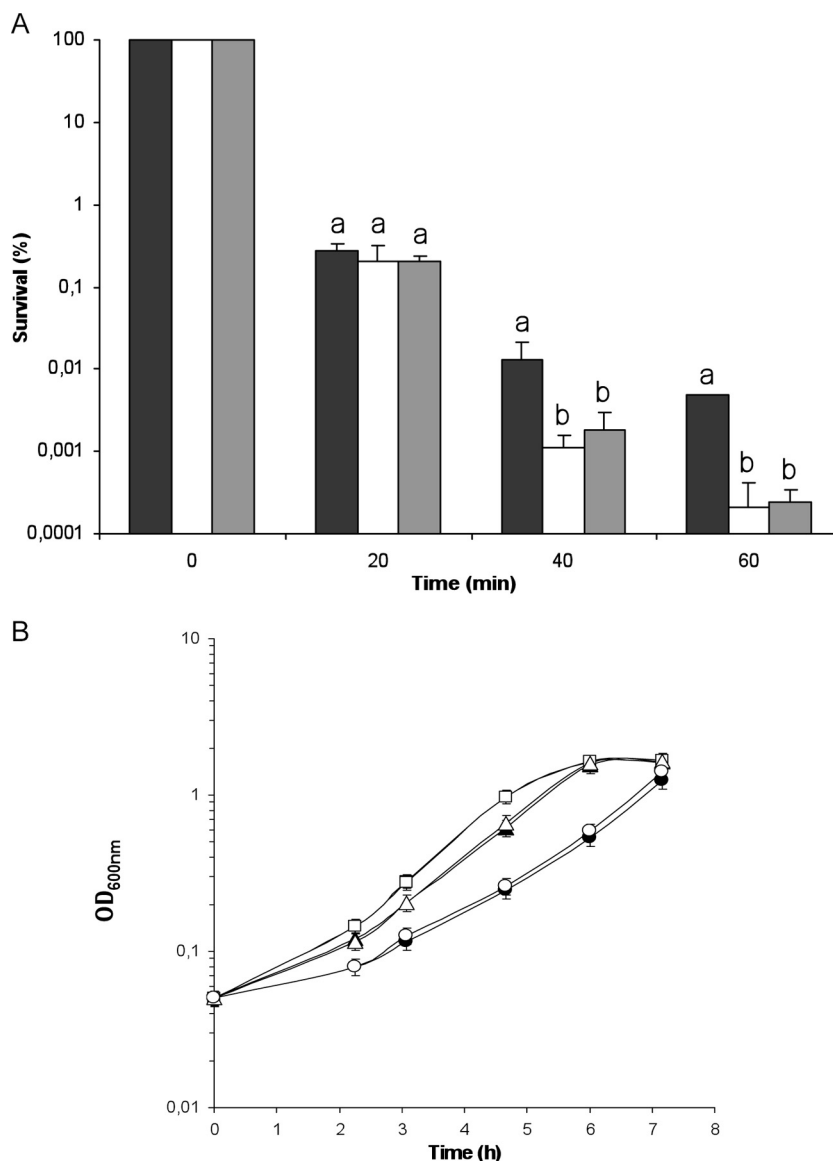 A
100
10
1
0,1
0,01
0,001
0,0001
Survival (%)
a a a
a b b
a b b
0 20 40 60
Time (min)
B
10
1
0,1
0,01
OD600nm
0 1 2 3 4 5 6 7 8
Time (h)